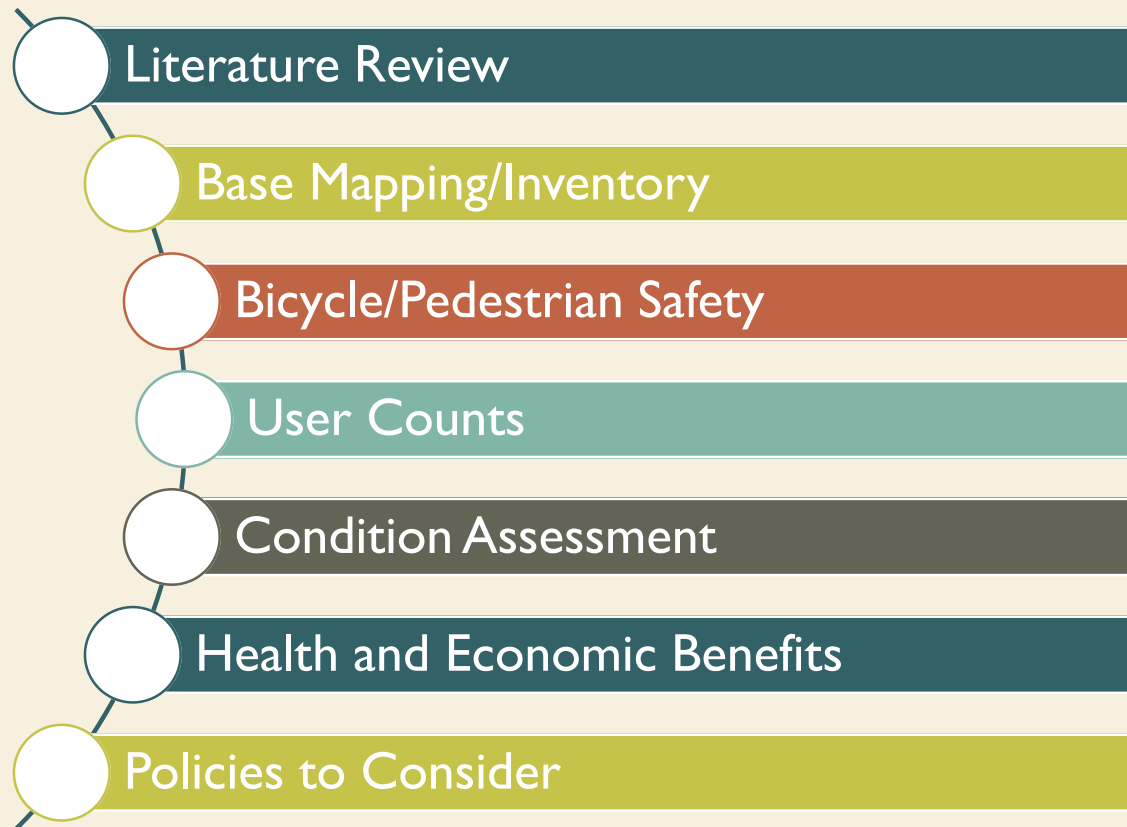 Literature Review
Base Mapping/Inventory
Bicycle/Pedestrian Safety
User Counts
Condition Assessment
Health and Economic Benefits
Policies to Consider